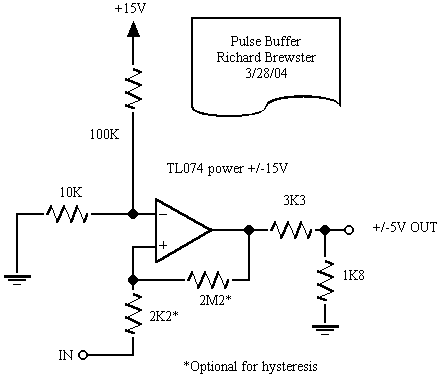 +15V
Pulse Buffer
Richard Brewster
3/28/04
100K
TL074 power +/-15V
10K
3K3
−
+/-5V OUT
+
1K8
2M2*
2K2*
IN
*Optional for hysteresis